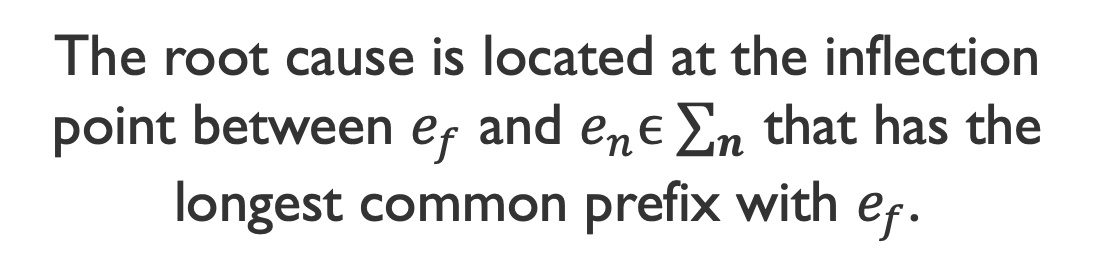 The root cause is located at the inflection
point between e_f and e_n ϵ ∑_n that has the
longest common prefix with e_f.